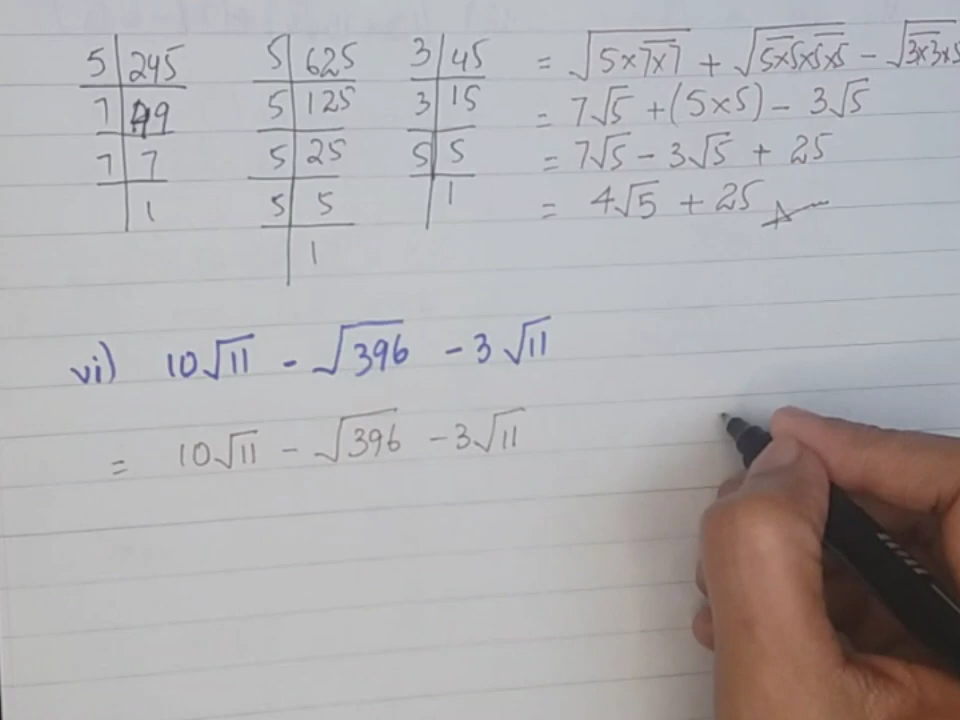 5 | 245   5 | 625   3 | 45   = √(5×7×7) + √(5×5×5×5) − √(3×3×5
7 | 49   5 | 125   3 | 15   = 7√5 + (5×5) − 3√5
7 | 7   5 | 25   5 | 5   = 7√5 − 3√5 + 25
1   5 | 5   1   = 4√5 + 25
1
vi) 10√11 - √396 - 3√11
= 10√11 - √396 - 3√11